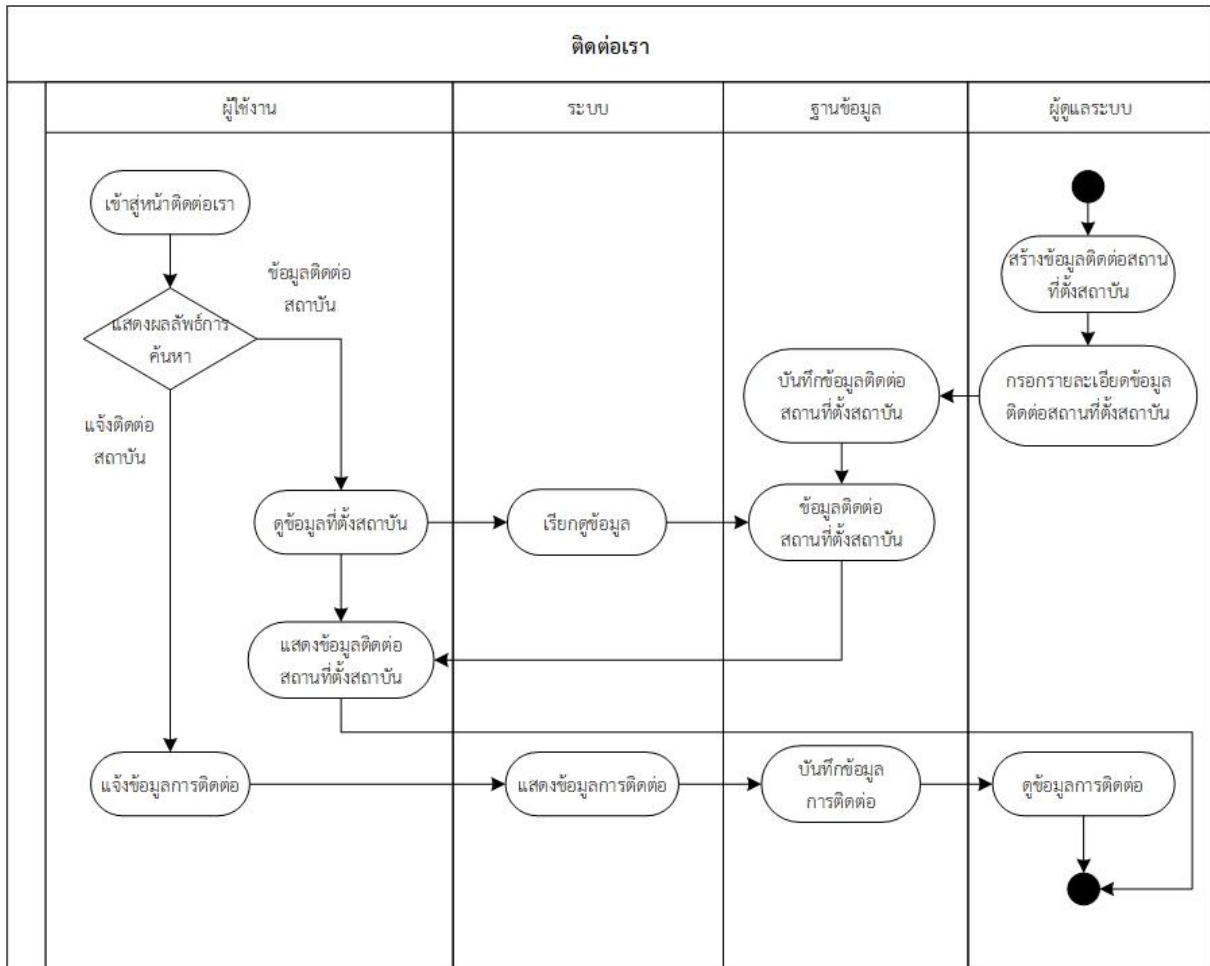 ติดต่อเรา
ผู้ใช้งาน
ระบบ
ฐานข้อมูล
ผู้ดูแลระบบ
เข้าสู่หน้าติดต่อเรา
ข้อมูลติดต่อ
สถาบัน
แสดงผลลัพธ์การ
ค้นหา
แจ้งติดต่อ
สถาบัน
สร้างข้อมูลติดต่อสถาน
ที่ตั้งสถาบัน
บันทึกข้อมูลติดต่อ
สถานที่ตั้งสถาบัน
กรอกรายละเอียดข้อมูล
ติดต่อสถานที่ตั้งสถาบัน
ดูข้อมูลที่ตั้งสถาบัน
เรียกดูข้อมูล
ข้อมูลติดต่อ
สถานที่ตั้งสถาบัน
แสดงข้อมูลติดต่อ
สถานที่ตั้งสถาบัน
แจ้งข้อมูลการติดต่อ
แสดงข้อมูลการติดต่อ
บันทึกข้อมูล
การติดต่อ
ดูข้อมูลการติดต่อ